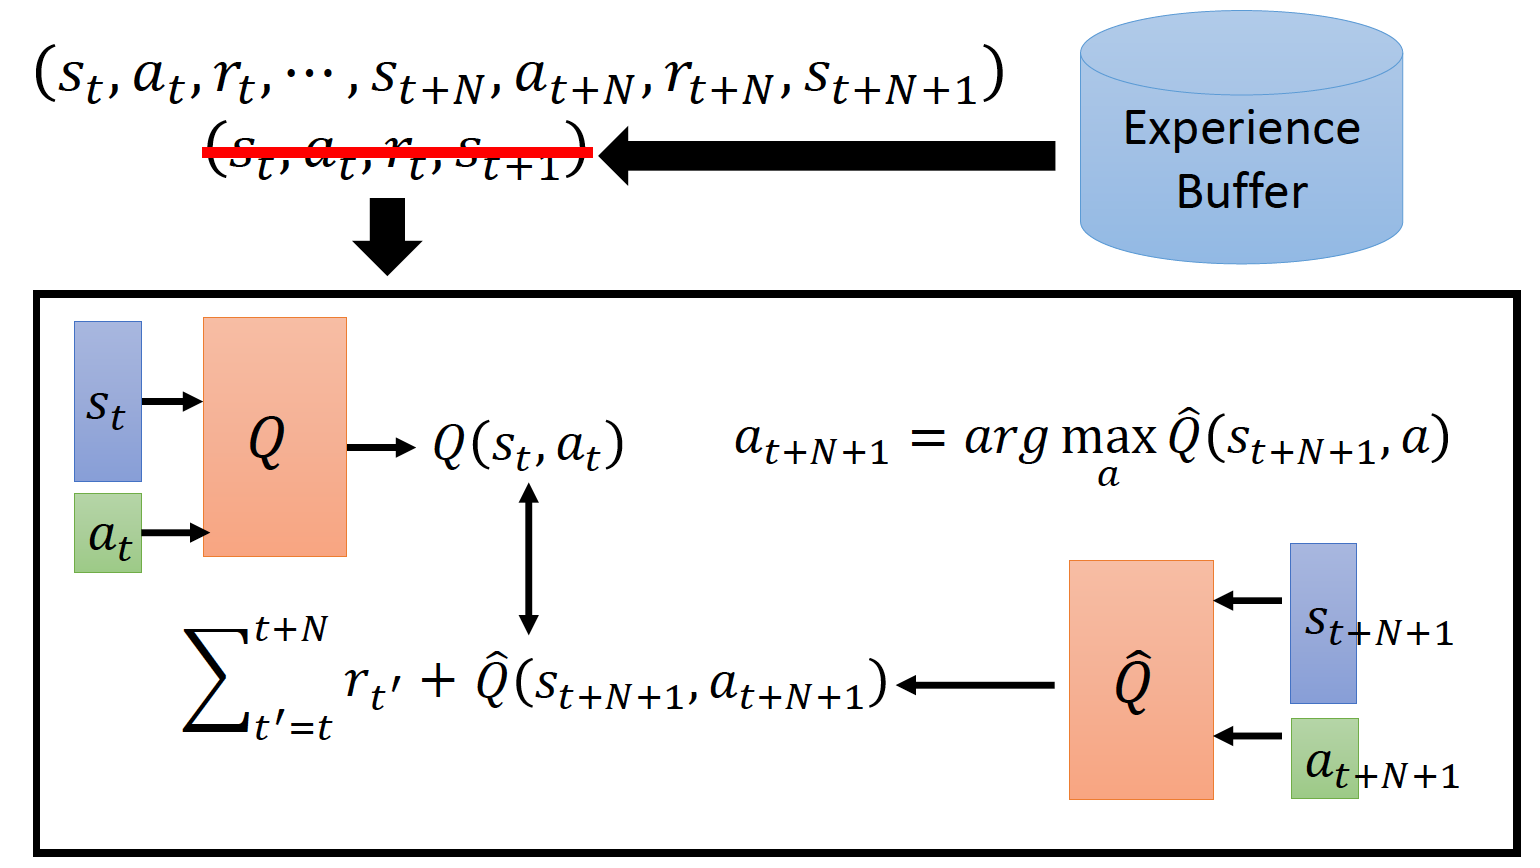 (s_t, a_t, r_t, ⋯, s_{t+N}, a_{t+N}, r_{t+N}, s_{t+N+1})
(s_t, a_t, r_t, s_{t+1})
Experience
Buffer
s_t
a_t
Q
Q(s_t, a_t)
a_{t+N+1} = arg max_a Q̂(s_{t+N+1}, a)
∑_{t′=t}^{t+N} r_{t′} + Q̂(s_{t+N+1}, a_{t+N+1})
Q̂
s_{t+N+1}
a_{t+N+1}